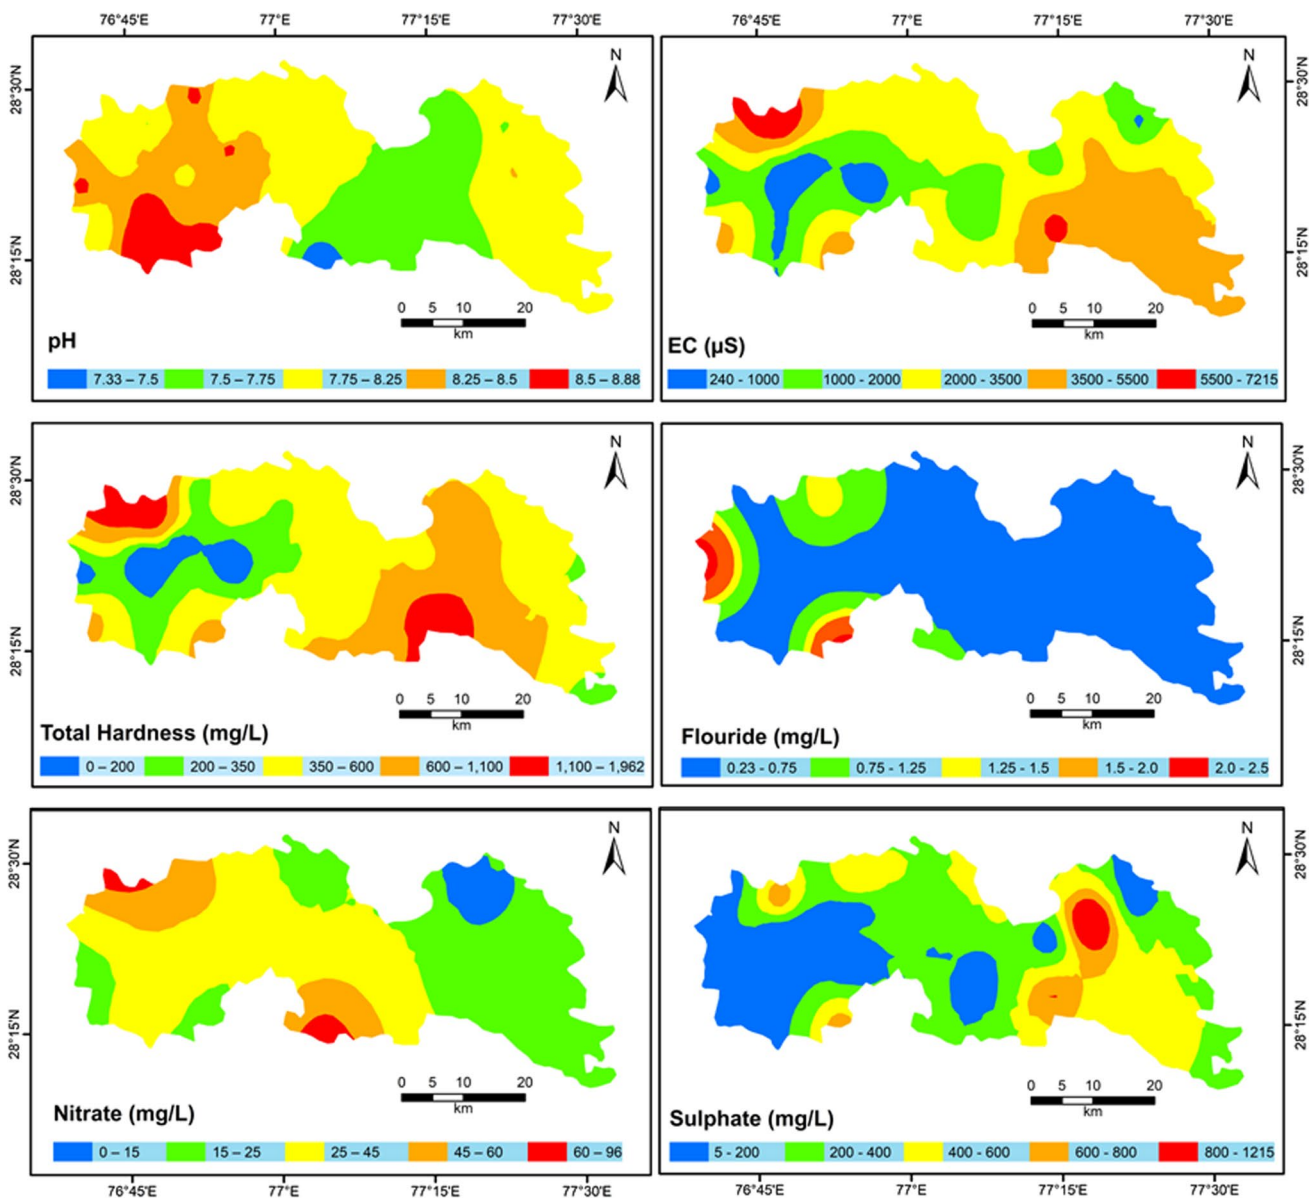 76°45'E 77°E 77°15'E 77°30'E 76°45'E 77°E 77°15'E 77°30'E
28°30'N
28°15'N
N
0 5 10 20
km
pH
7.33 – 7.5 7.5 – 7.75 7.75 – 8.25 8.25 – 8.5 8.5 – 8.88
N
28°30'N
28°15'N
0 5 10 20
km
EC (µS)
240 - 1000 1000 - 2000 2000 - 3500 3500 - 5500 5500 - 7215
28°30'N
28°15'N
N
0 5 10 20
km
Total Hardness (mg/L)
0 – 200 200 – 350 350 – 600 600 – 1,100 1,100 – 1,962
N
28°30'N
28°15'N
0 5 10 20
km
Flouride (mg/L)
0.23 - 0.75 0.75 - 1.25 1.25 - 1.5 1.5 - 2.0 2.0 - 2.5
28°30'N
28°15'N
N
0 5 10 20
km
Nitrate (mg/L)
0 – 15 15 – 25 25 – 45 45 – 60 60 – 96
N
28°30'N
28°15'N
0 5 10 20
km
Sulphate (mg/L)
5 - 200 200 - 400 400 - 600 600 - 800 800 - 1215
76°45'E 77°E 77°15'E 77°30'E 76°45'E 77°E 77°15'E 77°30'E